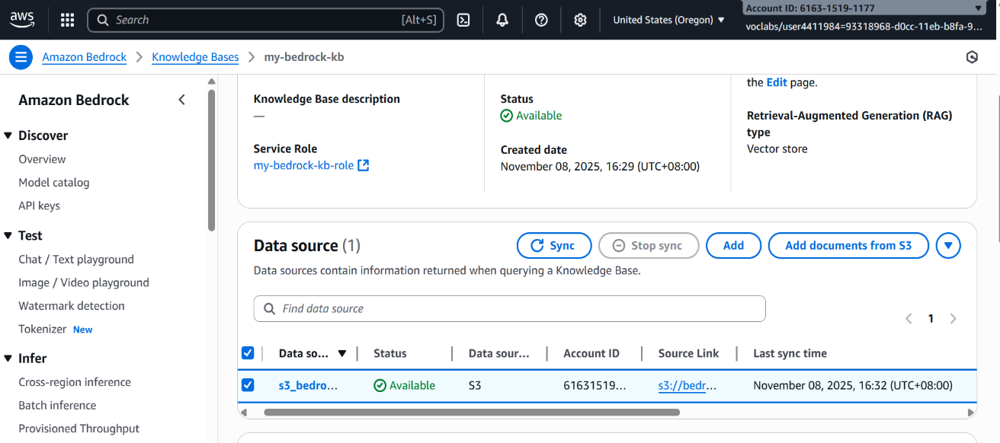 aws
Search
[Alt+S]
United States (Oregon)
Account ID: 6163-1519-1177
voclabs/user4411984=93318968-d0cc-11eb-b8fa-9...
Amazon Bedrock
Knowledge Bases
my-bedrock-kb
Amazon Bedrock
Discover
Overview
Model catalog
API keys
Test
Chat / Text playground
Image / Video playground
Watermark detection
Tokenizer New
Infer
Cross-region inference
Batch inference
Provisioned Throughput
Knowledge Base description
—
Service Role
my-bedrock-kb-role
Status
Available
Created date
November 08, 2025, 16:29 (UTC+08:00)
the Edit page.
Retrieval-Augmented Generation (RAG)
type
Vector store
Data source (1)
Sync
Stop sync
Add
Add documents from S3
Data sources contain information returned when querying a Knowledge Base.
Find data source
1
Data so... Status Data sour... Account ID Source Link Last sync time
s3_bedro... Available S3 61631519... s3://bedr... November 08, 2025, 16:32 (UTC+08:00)